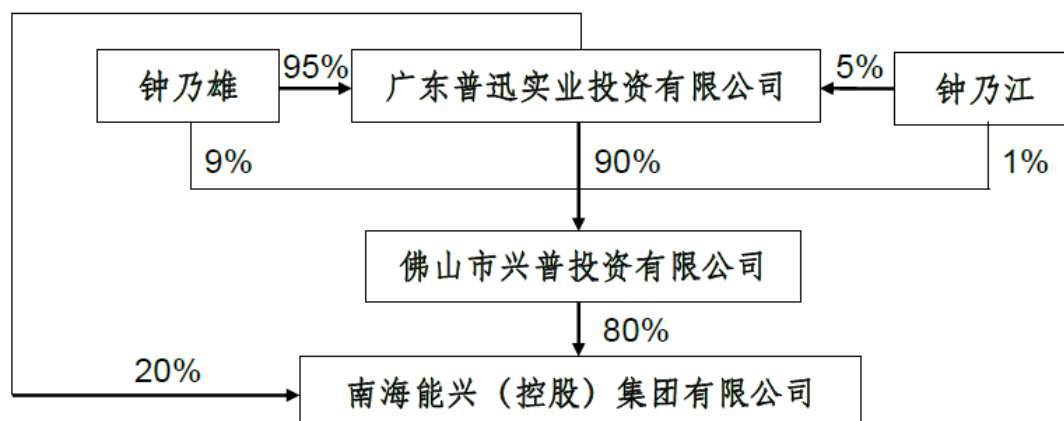 钟乃雄
95%
广东普迅实业投资有限公司
5%
钟乃江
9%
90%
1%
佛山市兴普投资有限公司
80%
20%
南海能兴（控股）集团有限公司